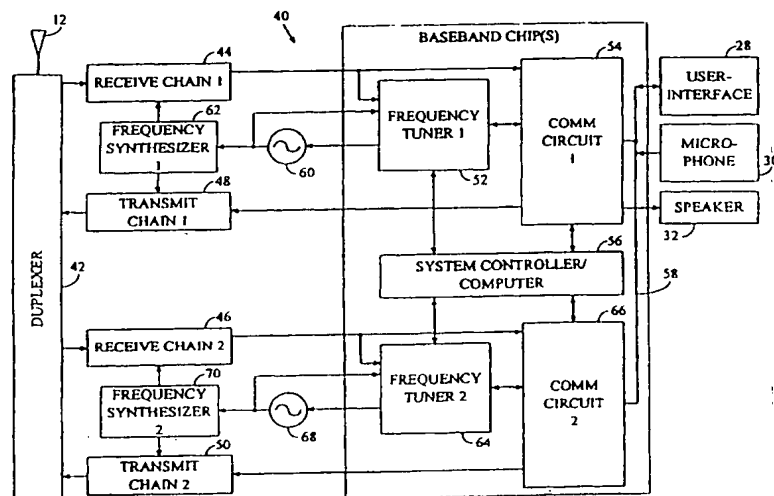 12
40
BASEBAND CHIP(S)
44
54
28
RECEIVE CHAIN 1
USER-
INTERFACE
62
FREQUENCY
SYNTHESIZER
1
FREQUENCY
TUNER 1
COMM
CIRCUIT
1
MICRO-
PHONE
30
60
48
52
TRANSMIT
CHAIN 1
SPEAKER
32
DUPLEXER
42
56
SYSTEM CONTROLLER/
COMPUTER
58
46
66
RECEIVE CHAIN 2
70
FREQUENCY
SYNTHESIZER 2
FREQUENCY
TUNER 2
COMM
CIRCUIT
2
68
64
50
TRANSMIT
CHAIN 2